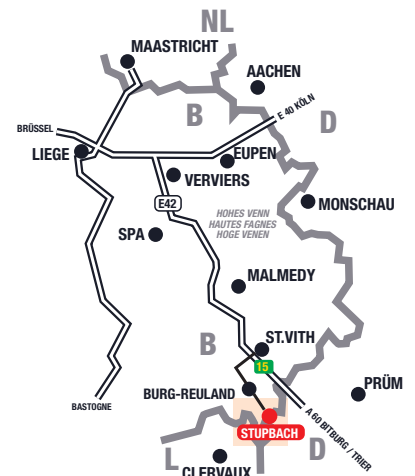 NL
MAASTRICHT
AACHEN
B
D
E 40 KÖLN
BRÜSSEL
LIEGE
EUPEN
VERVIERS
E42
MONSCHAU
HOHES VENN
HAUTES FAGNES
HOGE VENEN
SPA
MALMEDY
B
ST.VITH
15
BURG-REULAND
PRÜM
BASTOGNE
A 60 BITBURG / TRIER
STUPBACH
L
D
CLERVAUX